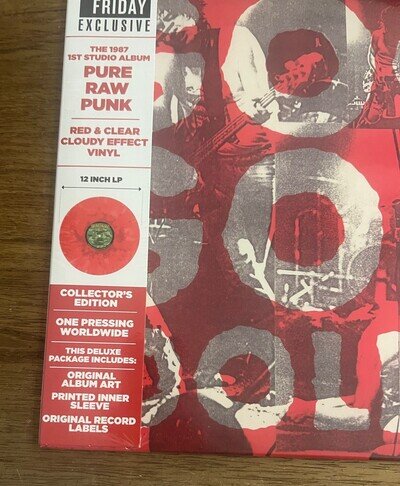 FRIDAY
EXCLUSIVE
THE 1987
1ST STUDIO ALBUM
PURE
RAW
PUNK
RED & CLEAR
CLOUDY EFFECT
VINYL
12 INCH LP
COLLECTOR'S
EDITION
ONE PRESSING
WORLDWIDE
THIS DELUXE
PACKAGE INCLUDES:
ORIGINAL
ALBUM ART
PRINTED INNER
SLEEVE
ORIGINAL RECORD
LABELS